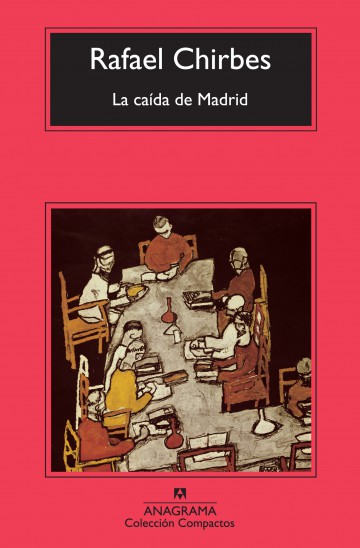 Rafael Chirbes
La caída de Madrid
ANAGRAMA
Colección Compactos